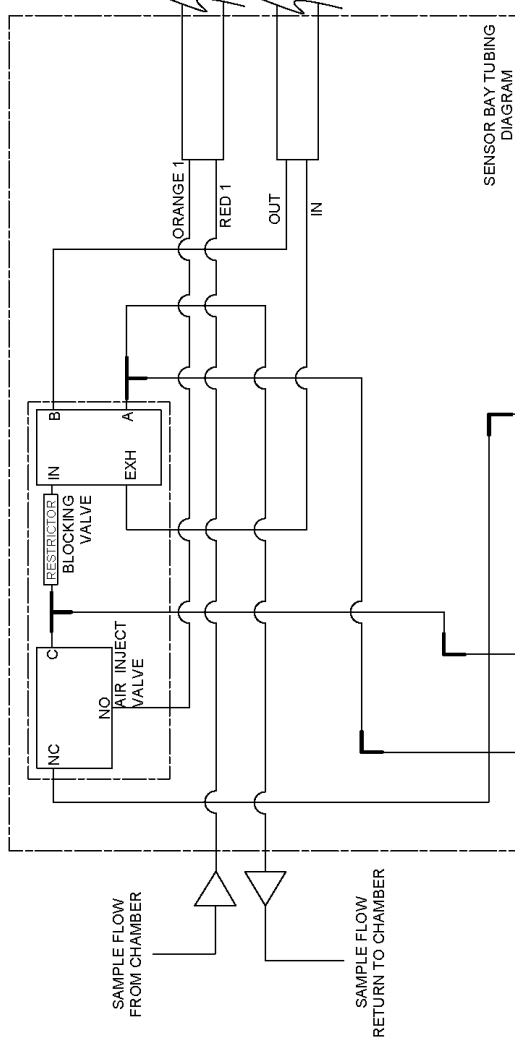 SENSOR BAY TUBING
DIAGRAM
ORANGE 1
RED 1
OUT
IN
B
A
IN
EXH
RESTRICTOR
BLOCKING
VALVE
C
NO
NC
AIR INJECT
VALVE
SAMPLE FLOW
FROM CHAMBER
SAMPLE FLOW
RETURN TO CHAMBER